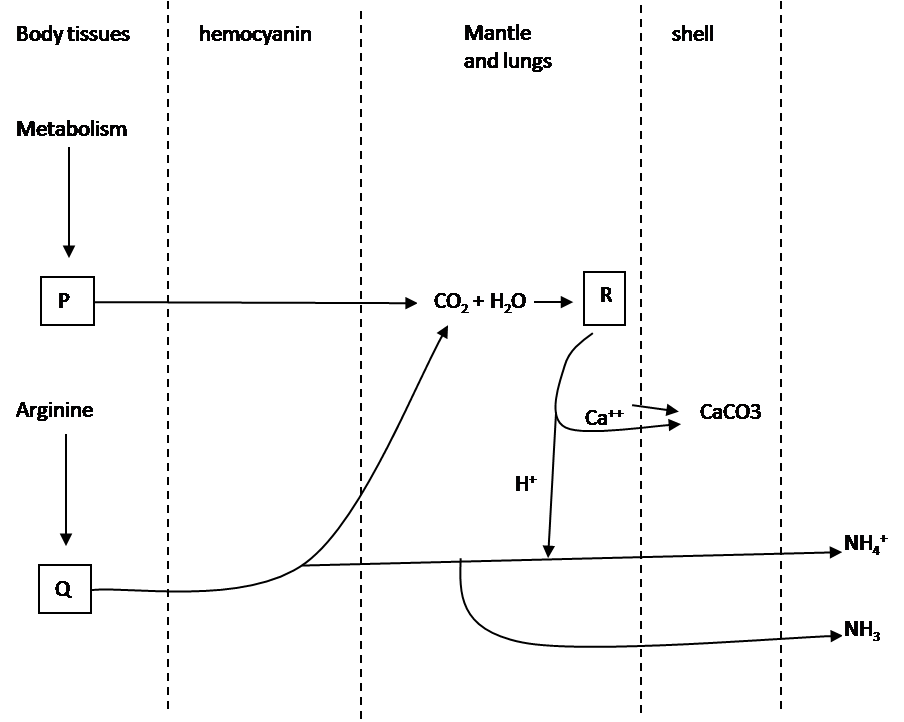 Body tissues
hemocyanin
Mantle
and lungs
shell
Metabolism
P
CO₂ + H₂O
R
Arginine
Ca⁺⁺
CaCO3
H⁺
NH₄⁺
Q
NH₃